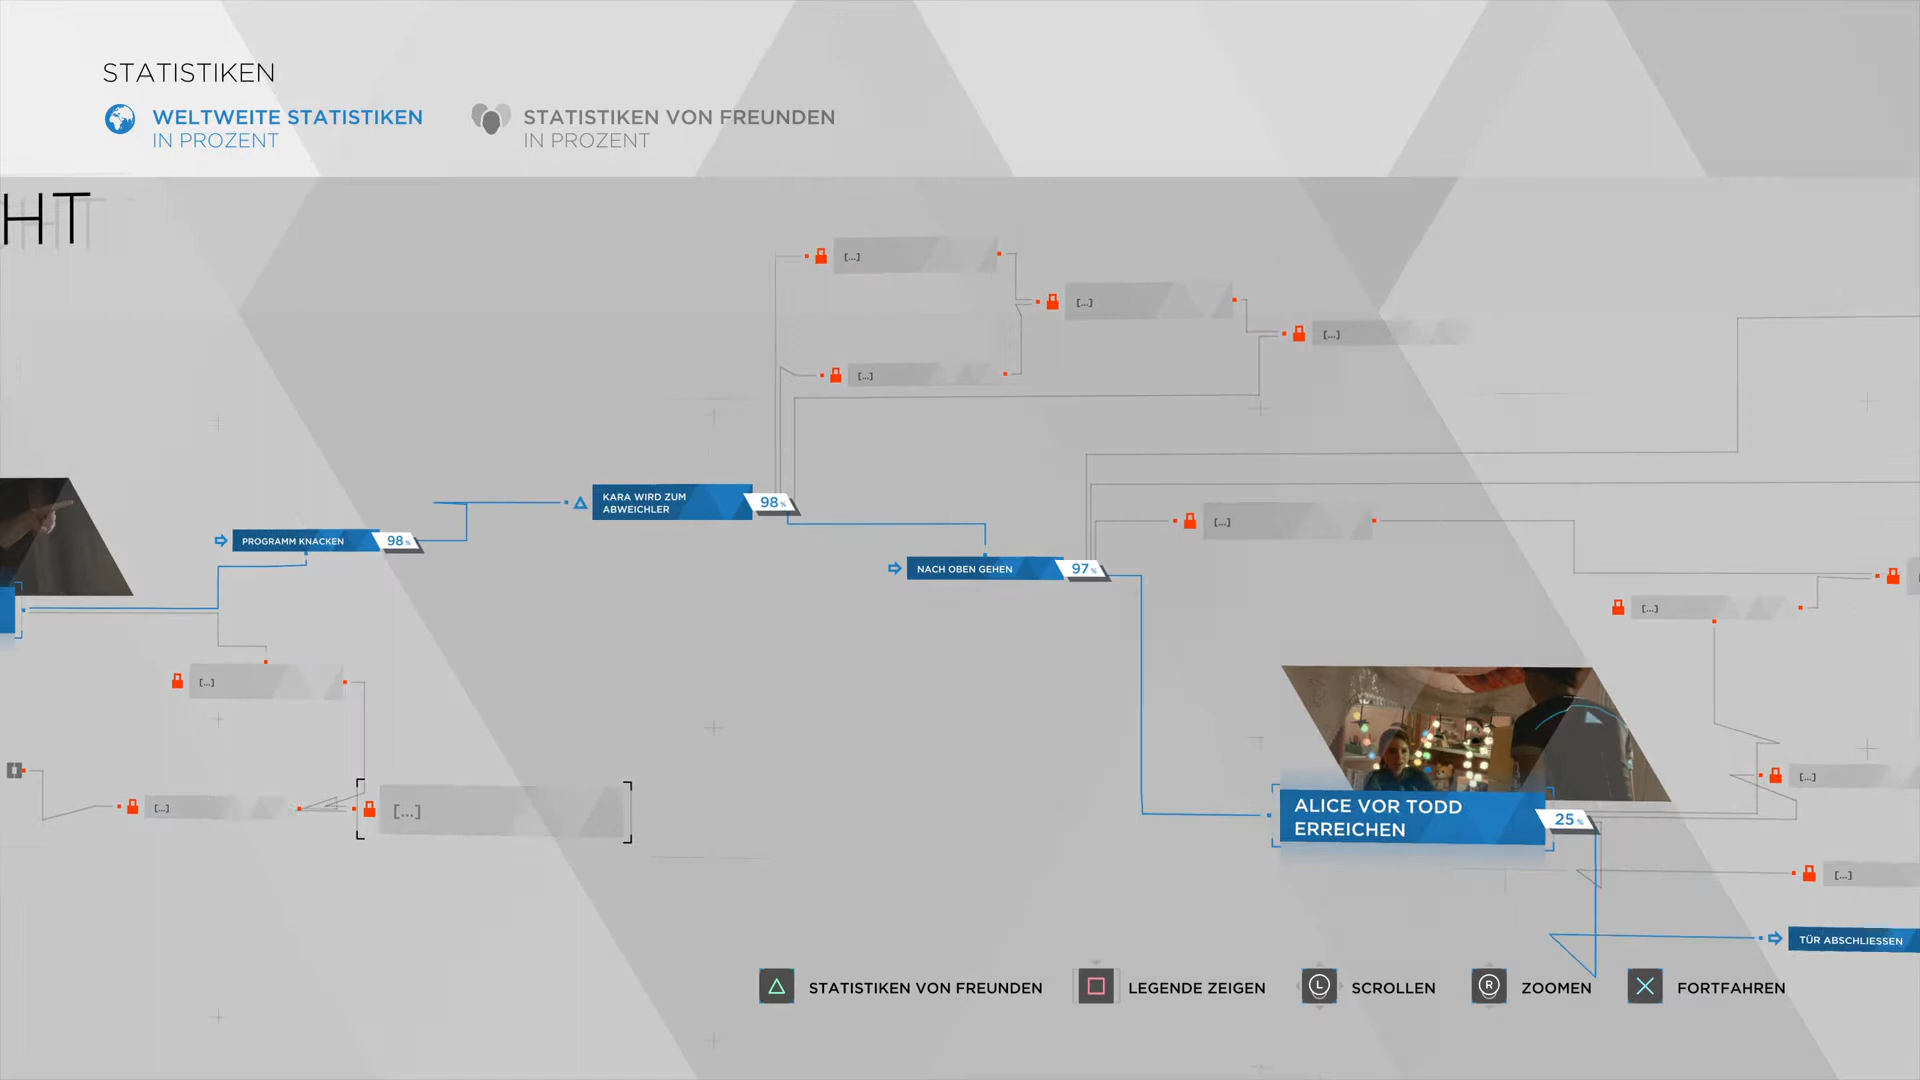 STATISTIKEN
WELTWEITE STATISTIKEN
IN PROZENT
STATISTIKEN VON FREUNDEN
IN PROZENT
HT
[...]
[...]
[...]
[...]
KARA WIRD ZUM
ABWEICHLER
98%
[...]
PROGRAMM KNACKEN
98%
NACH OBEN GEHEN
97%
[...]
[...]
[...]
[...]
[...]
ALICE VOR TODD
ERREICHEN
25%
[...]
TÜR ABSCHLIESSEN
STATISTIKEN VON FREUNDEN
LEGENDE ZEIGEN
L
SCROLLEN
R
ZOOMEN
FORTFAHREN